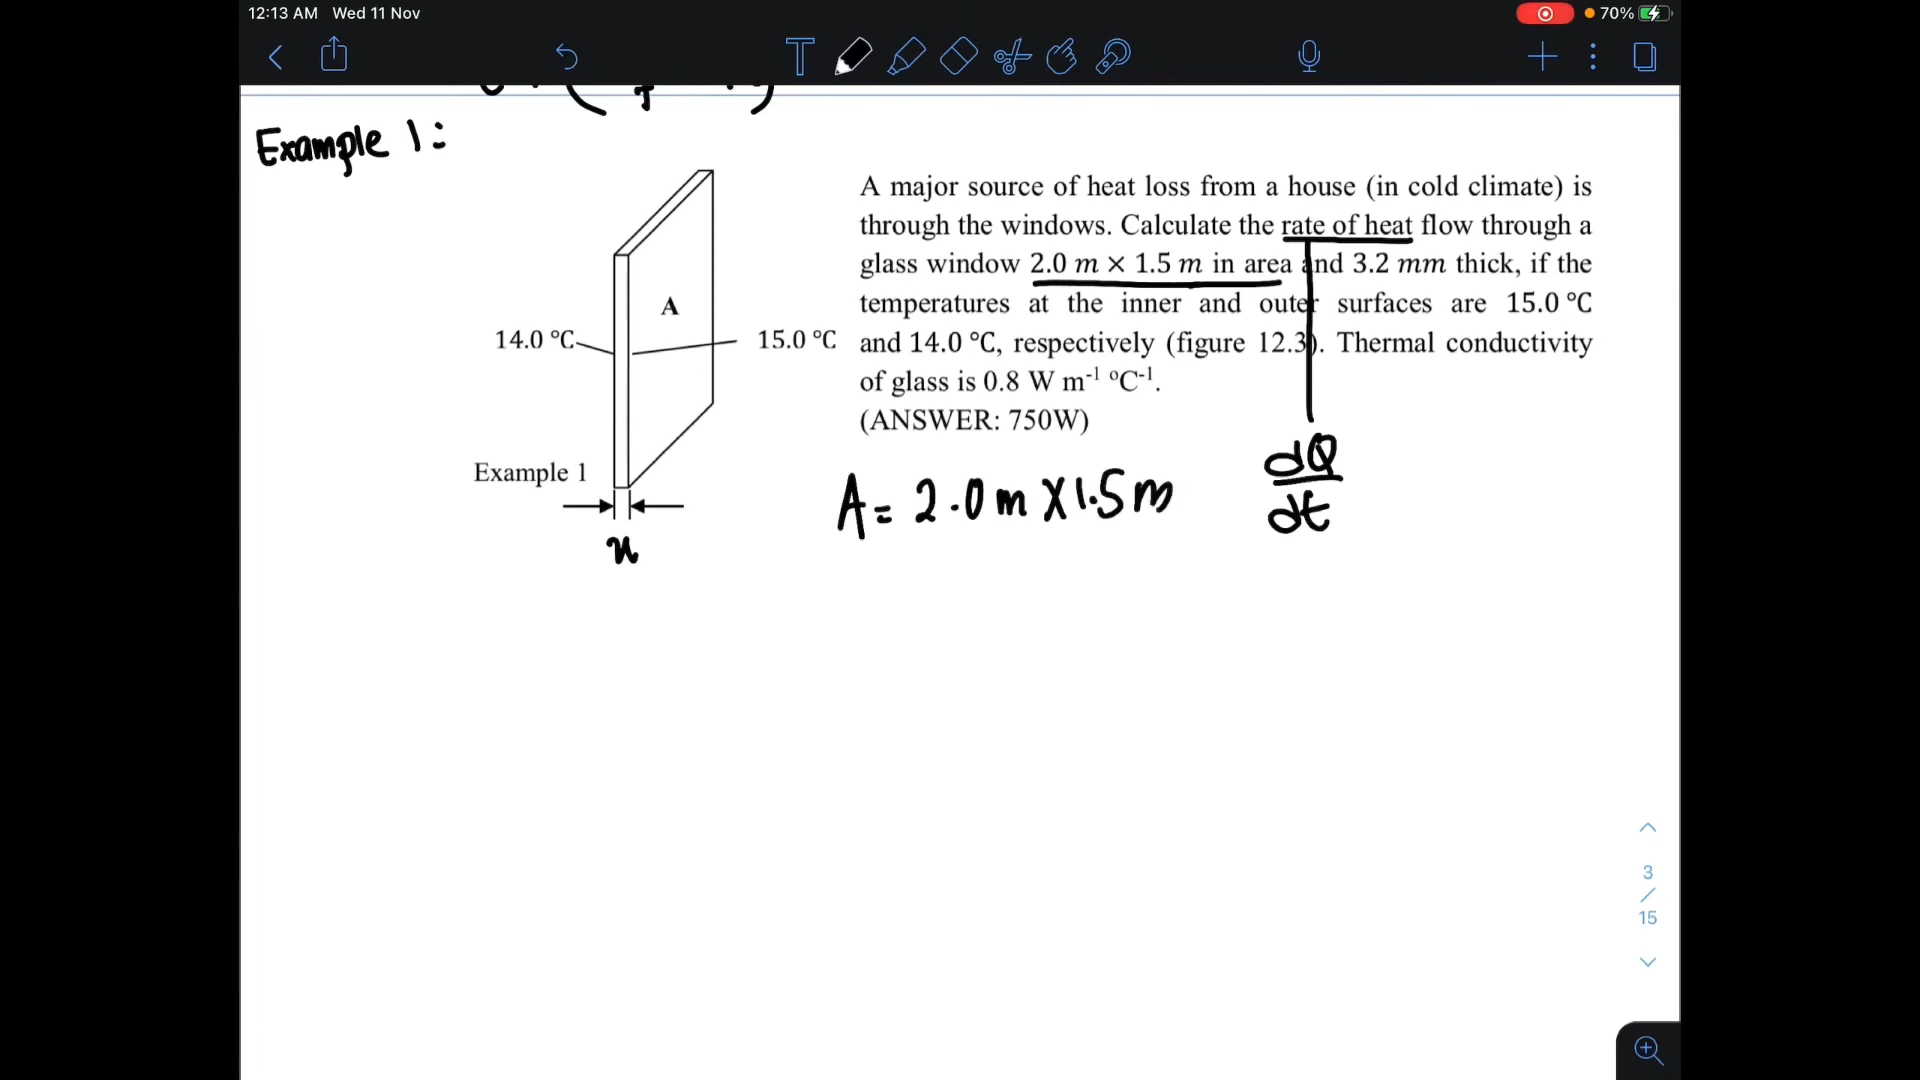 12:13 AM Wed 11 Nov
70%
Example 1:
A major source of heat loss from a house (in cold climate) is
through the windows. Calculate the rate of heat flow through a
glass window 2.0 m × 1.5 m in area and 3.2 mm thick, if the
temperatures at the inner and outer surfaces are 15.0 °C
and 14.0 °C, respectively (figure 12.3). Thermal conductivity
of glass is 0.8 W m⁻¹ °C⁻¹.
(ANSWER: 750W)
A
14.0 °C
15.0 °C
Example 1
x
A = 2.0 m x 1.5 m
dQ
dt
3
/
15